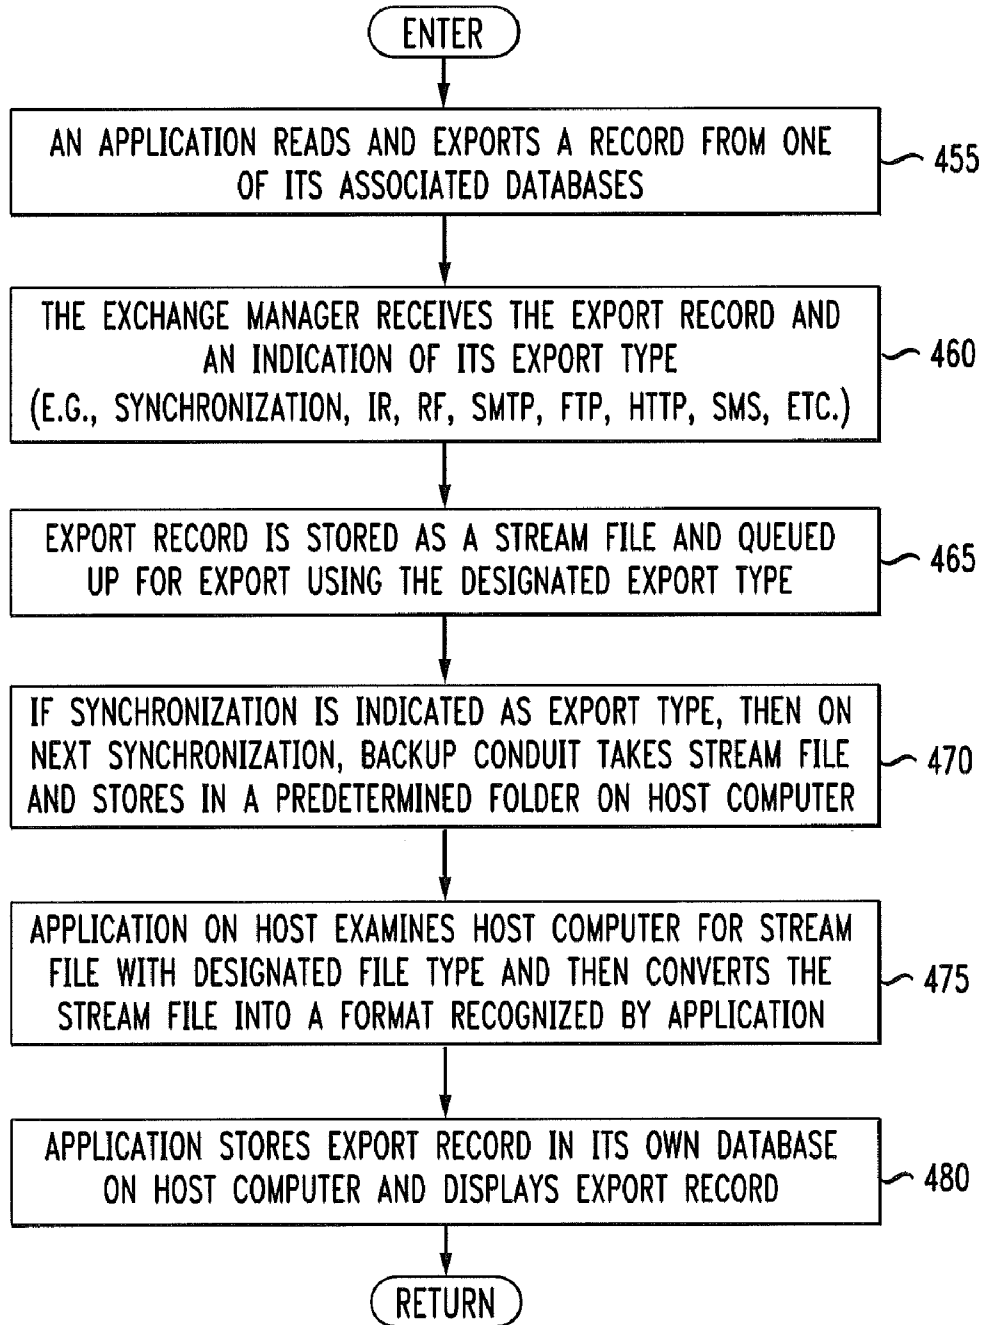 ENTER
AN APPLICATION READS AND EXPORTS A RECORD FROM ONE
OF ITS ASSOCIATED DATABASES
455
THE EXCHANGE MANAGER RECEIVES THE EXPORT RECORD AND
AN INDICATION OF ITS EXPORT TYPE
(E.G., SYNCHRONIZATION, IR, RF, SMTP, FTP, HTTP, SMS, ETC.)
460
EXPORT RECORD IS STORED AS A STREAM FILE AND QUEUED
UP FOR EXPORT USING THE DESIGNATED EXPORT TYPE
465
IF SYNCHRONIZATION IS INDICATED AS EXPORT TYPE, THEN ON
NEXT SYNCHRONIZATION, BACKUP CONDUIT TAKES STREAM FILE
AND STORES IN A PREDETERMINED FOLDER ON HOST COMPUTER
470
APPLICATION ON HOST EXAMINES HOST COMPUTER FOR STREAM
FILE WITH DESIGNATED FILE TYPE AND THEN CONVERTS THE
STREAM FILE INTO A FORMAT RECOGNIZED BY APPLICATION
475
APPLICATION STORES EXPORT RECORD IN ITS OWN DATABASE
ON HOST COMPUTER AND DISPLAYS EXPORT RECORD
480
RETURN